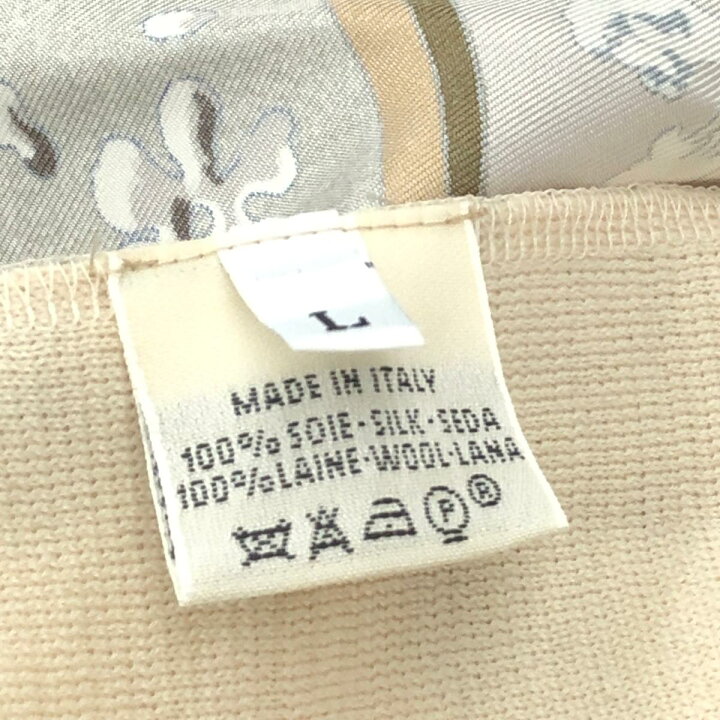 L
MADE IN ITALY
100% SOIE·SILK·SEDA
100% LAINE·WOOL·LANA
P ®